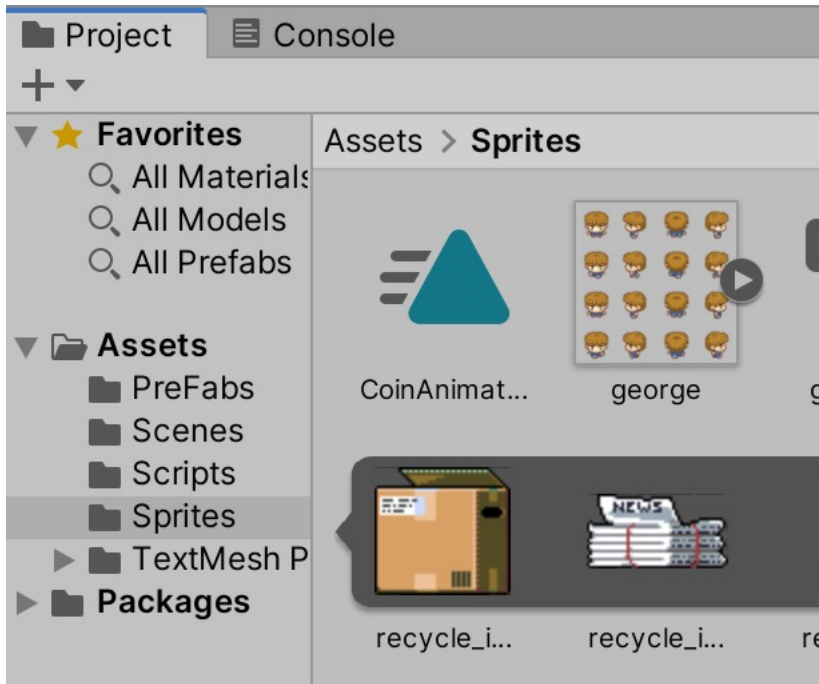 Project
Console
Favorites
All Materials
All Models
All Prefabs
Assets
PreFabs
Scenes
Scripts
Sprites
TextMesh P
Packages
Assets > Sprites
CoinAnimat...
george
g
NEWS
recycle_i...
recycle_i...
re